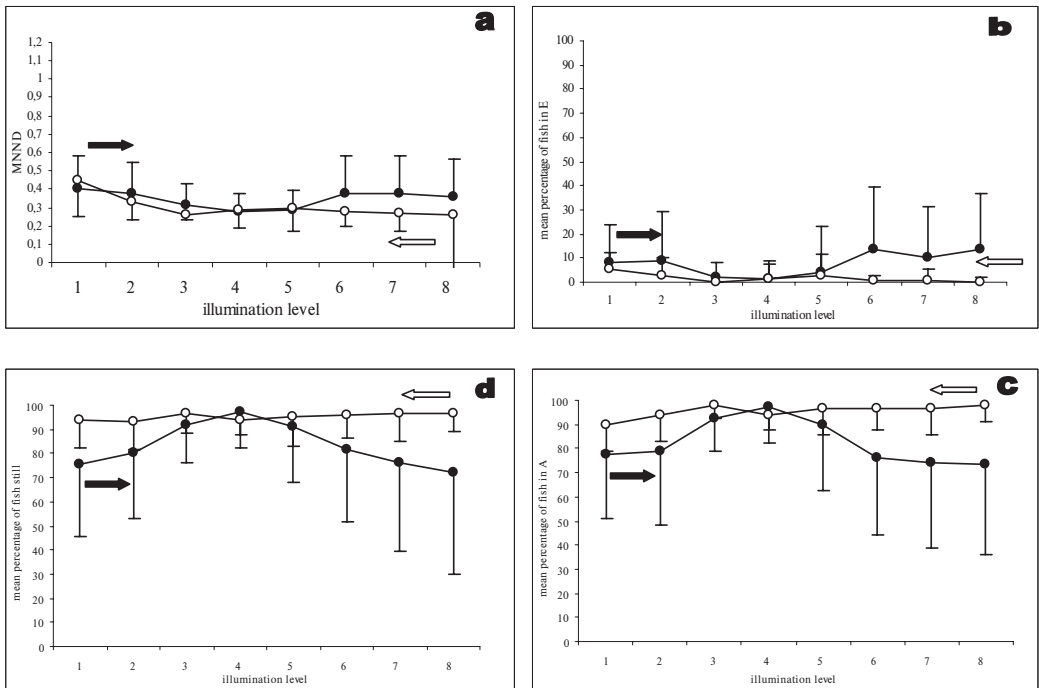 a
1,2
1,1
1
0,9
0,8
0,7
0,6
0,5
0,4
0,3
0,2
0,1
0
MNND
1 2 3 4 5 6 7 8
illumination level
b
100
90
80
70
60
50
40
30
20
10
0
mean percentage of fish in E
1 2 3 4 5 6 7 8
illumination level
d
100
90
80
70
60
50
40
30
20
10
0
mean percentage of fish still
1 2 3 4 5 6 7 8
illumination level
c
100
90
80
70
60
50
40
30
20
10
0
mean percentage of fish in A
1 2 3 4 5 6 7 8
illumination level